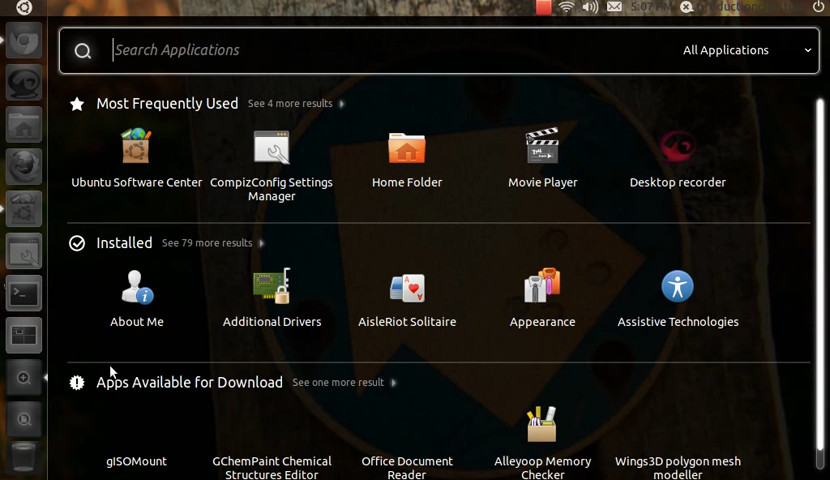 5:07 PM
Search Applications
All Applications
Most Frequently Used See 4 more results
Ubuntu Software Center
CompizConfig Settings
Manager
Home Folder
Movie Player
Desktop recorder
Installed See 79 more results
About Me
Additional Drivers
AisleRiot Solitaire
Appearance
Assistive Technologies
Apps Available for Download See one more result
gISOMount
GChemPaint Chemical
Structures Editor
Office Document
Reader
Alleyoop Memory
Checker
Wings3D polygon mesh
modeller